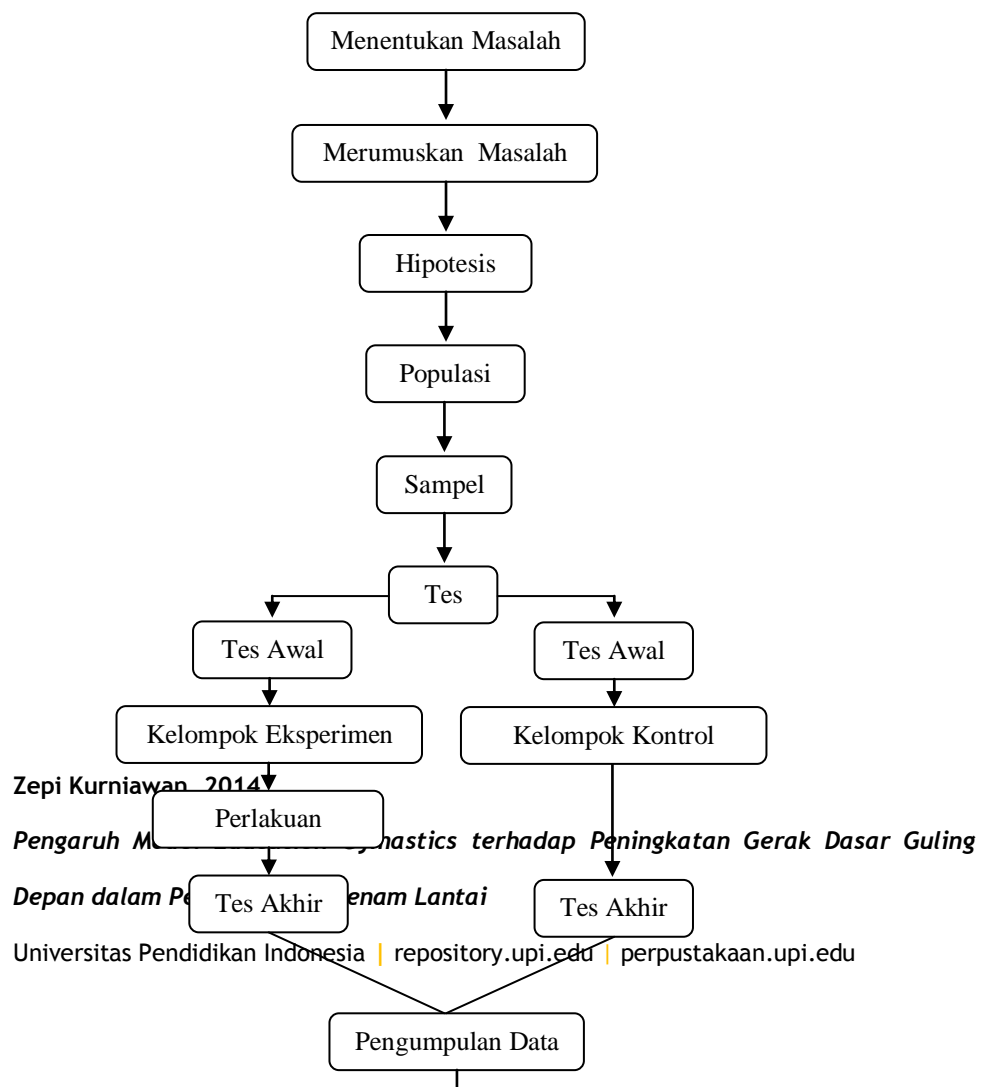 Menentukan Masalah
Merumuskan Masalah
Hipotesis
Populasi
Sampel
Tes
Tes Awal
Tes Awal
Kelompok Eksperimen
Kelompok Kontrol
Zepi Kurniawan, 2014
Perlakuan
Pengaruh Gymnastics terhadap Peningkatan Gerak Dasar Guling
Depan dalam Senam Lantai
Tes Akhir
Tes Akhir
Universitas Pendidikan Indonesia | repository.upi.edu | perpustakaan.upi.edu
Pengumpulan Data